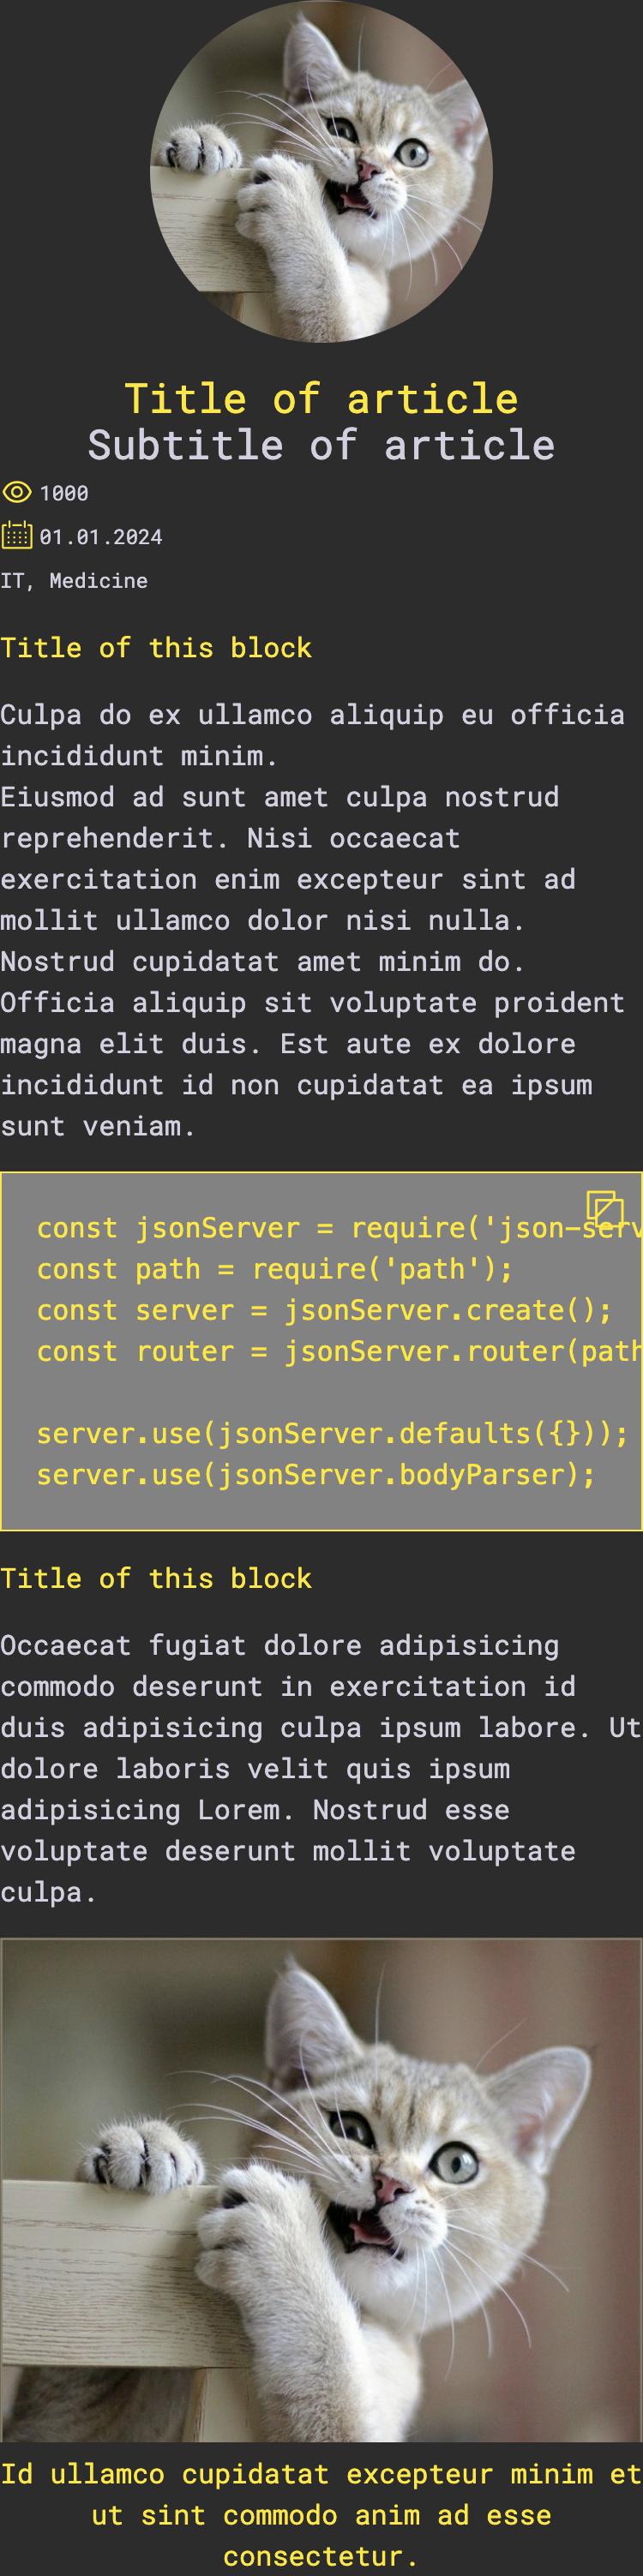 Title of article
Subtitle of article
1000
01.01.2024
IT, Medicine
Title of this block
Culpa do ex ullamco aliquip eu officia
incididunt minim.
Eiusmod ad sunt amet culpa nostrud
reprehenderit. Nisi occaecat
exercitation enim excepteur sint ad
mollit ullamco dolor nisi nulla.
Nostrud cupidatat amet minim do.
Officia aliquip sit voluptate proident
magna elit duis. Est aute ex dolore
incididunt id non cupidatat ea ipsum
sunt veniam.
const jsonServer = require('json-serv
const path = require('path');
const server = jsonServer.create();
const router = jsonServer.router(path
server.use(jsonServer.defaults({}));
server.use(jsonServer.bodyParser);
Title of this block
Occaecat fugiat dolore adipisicing
commodo deserunt in exercitation id
duis adipisicing culpa ipsum labore. Ut
dolore laboris velit quis ipsum
adipisicing Lorem. Nostrud esse
voluptate deserunt mollit voluptate
culpa.
Id ullamco cupidatat excepteur minim et
ut sint commodo anim ad esse
consectetur.